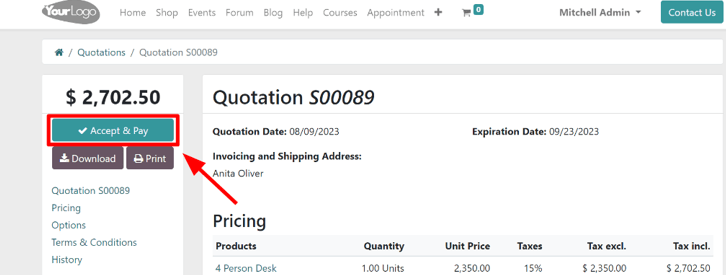 YourLogo Home Shop Events Forum Blog Help Courses Appointment + 0 Mitchell Admin Contact Us
/ Quotations / Quotation S00089
$ 2,702.50
Accept & Pay
Download Print
Quotation S00089
Pricing
Options
Terms & Conditions
History
Quotation S00089
Quotation Date: 08/09/2023 Expiration Date: 09/23/2023
Invoicing and Shipping Address:
Anita Oliver
Pricing
Products Quantity Unit Price Taxes Tax excl. Tax incl.
4 Person Desk 1.00 Units 2,350.00 15% $ 2,350.00 $ 2,702.50